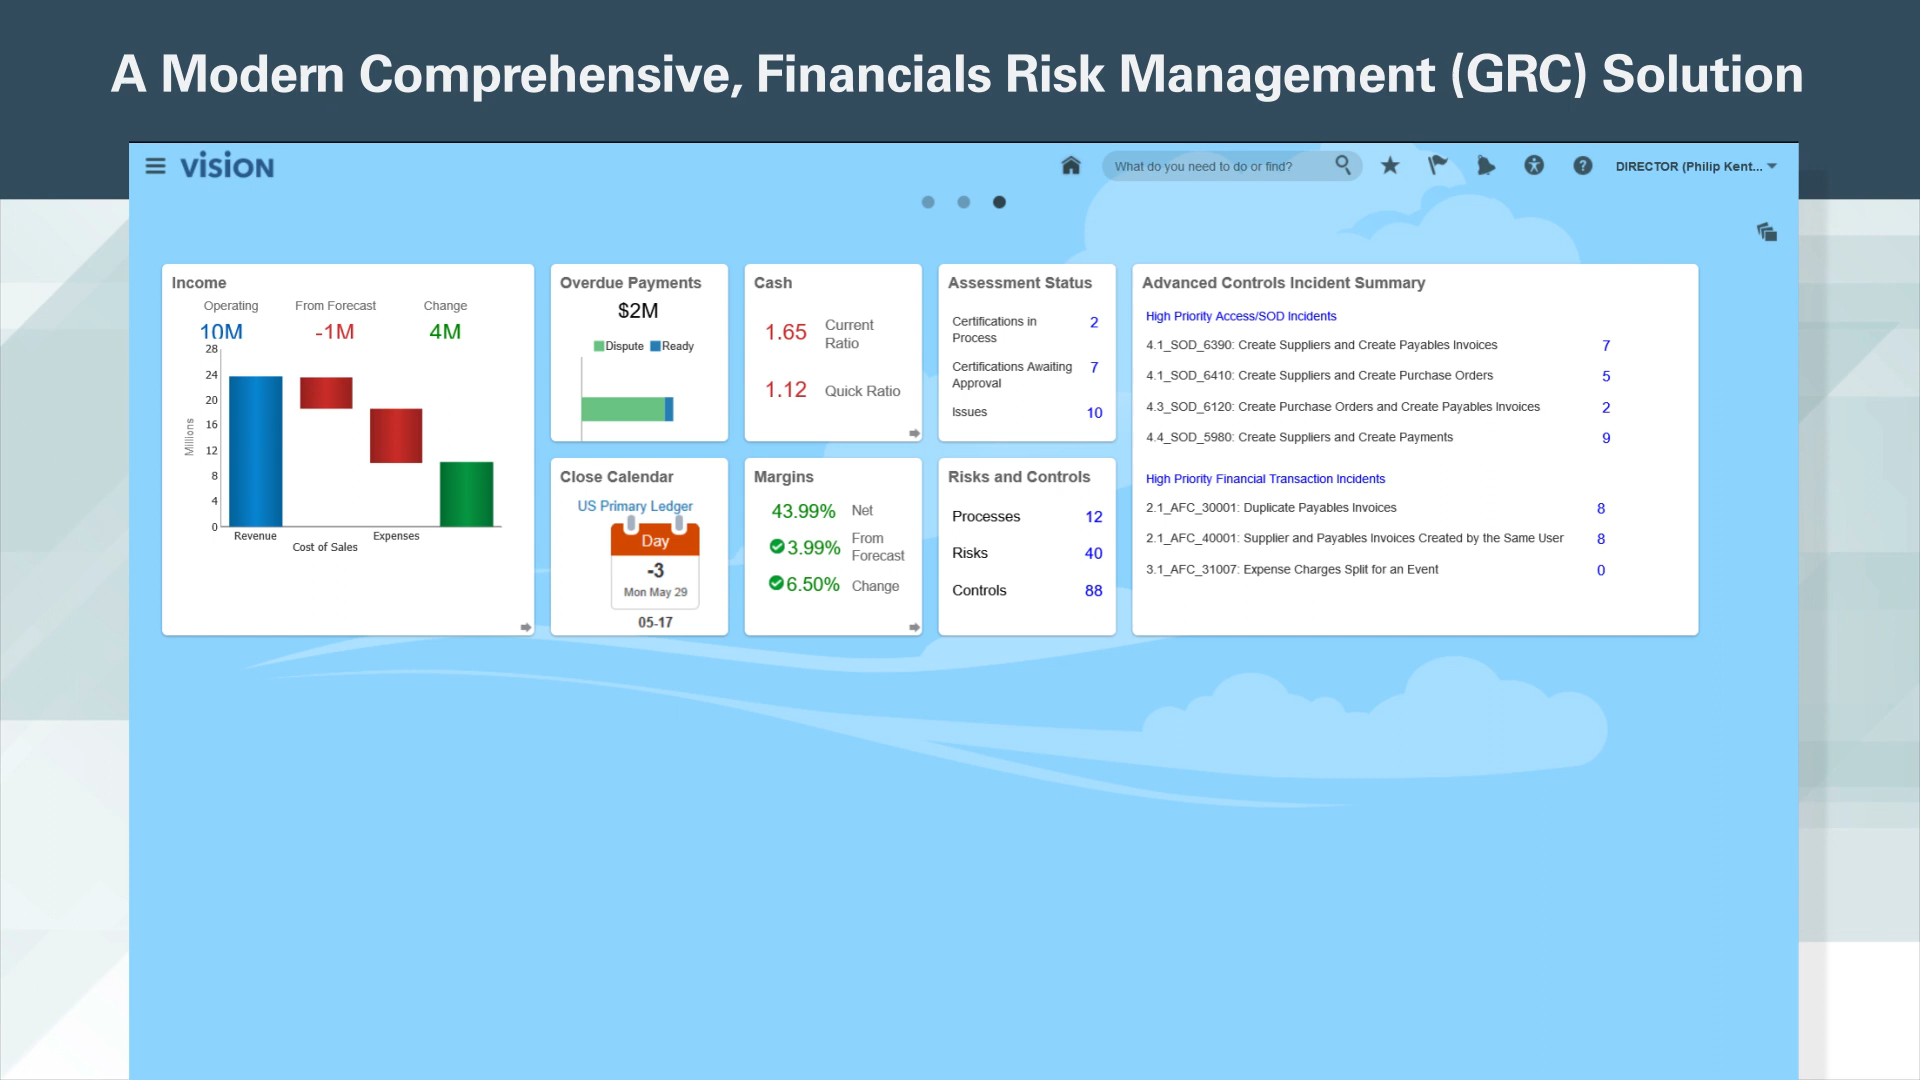 A Modern Comprehensive, Financials Risk Management (GRC) Solution
VISION
What do you need to do or find?
DIRECTOR (Philip Kent...
Income
Operating From Forecast Change
10M -1M 4M
Millions
28
24
20
16
12
8
4
0
Revenue
Cost of Sales
Expenses
Overdue Payments
$2M
Dispute Ready
Cash
1.65 Current
Ratio
1.12 Quick Ratio
Assessment Status
Certifications in
Process 2
Certifications Awaiting
Approval 7
Issues 10
Close Calendar
US Primary Ledger
Day
-3
Mon May 29
05-17
Margins
43.99% Net
3.99% From
Forecast
6.50% Change
Risks and Controls
Processes 12
Risks 40
Controls 88
Advanced Controls Incident Summary
High Priority Access/SOD Incidents
4.1_SOD_6390: Create Suppliers and Create Payables Invoices 7
4.1_SOD_6410: Create Suppliers and Create Purchase Orders 5
4.3_SOD_6120: Create Purchase Orders and Create Payables Invoices 2
4.4_SOD_5980: Create Suppliers and Create Payments 9
High Priority Financial Transaction Incidents
2.1_AFC_30001: Duplicate Payables Invoices 8
2.1_AFC_40001: Supplier and Payables Invoices Created by the Same User 8
3.1_AFC_31007: Expense Charges Split for an Event 0